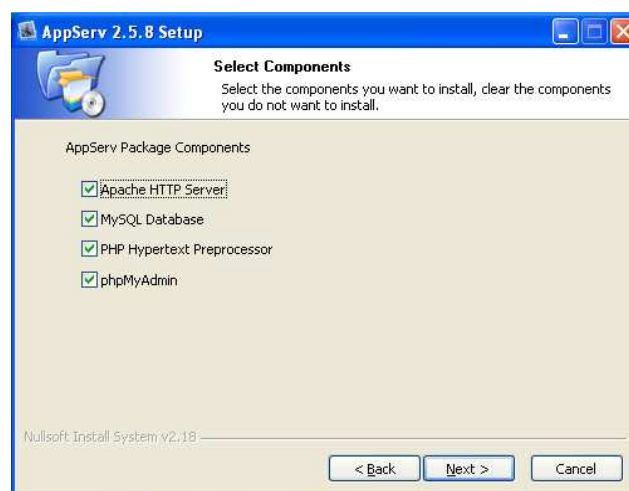 AppServ 2.5.8 Setup
Select Components
Select the components you want to install, clear the components
you do not want to install.
AppServ Package Components
Apache HTTP Server
MySQL Database
PHP Hypertext Preprocessor
phpMyAdmin
Nullsoft Install System v2.18
< Back Next > Cancel